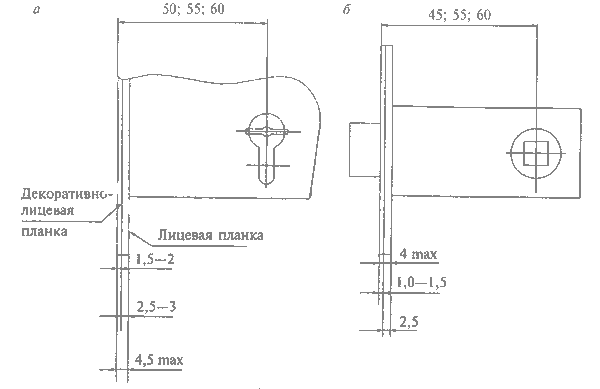 а
50; 55; 60
б
45; 55; 60
Декоративно-
лицевая
планка
Лицевая планка
1,5—2
2,5—3
4,5 max
4 max
1,0—1,5
2,5